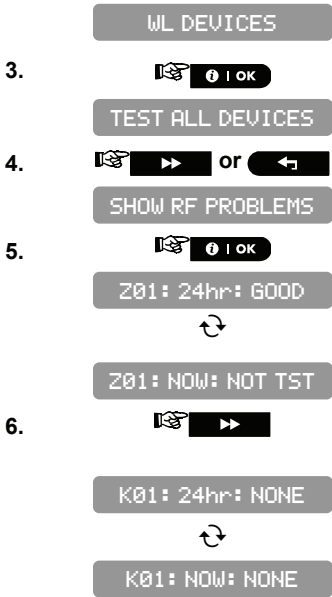 WL DEVICES
3. i | OK
TEST ALL DEVICES
4. or
SHOW RF PROBLEMS
5. i | OK
Z01: 24hr: GOOD
Z01: NOW: NOT TST
6.
K01: 24hr: NONE
K01: NOW: NONE